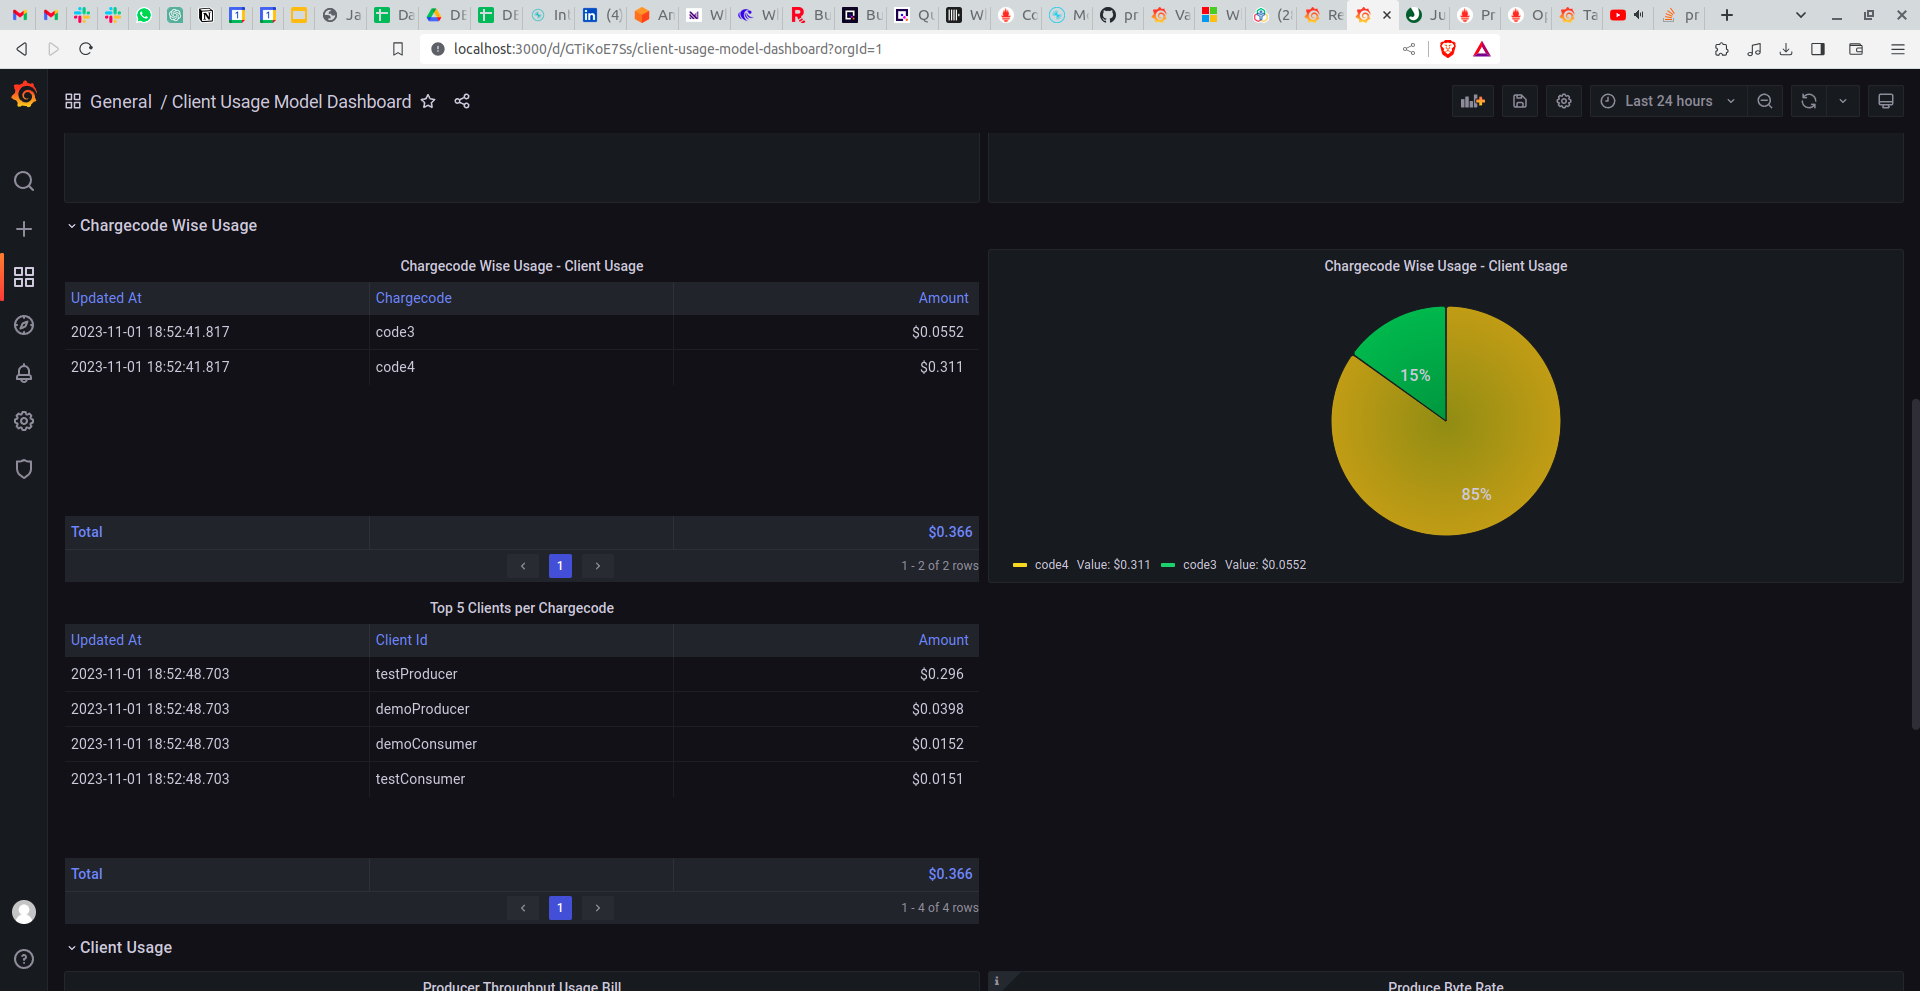 Ja
Da
DE
DE
In
(4)
Ar
W
W
Bu
Bu
Qu
W
Co
Mo
pr
Va
W
(2
Re
Ju
Pr
Op
Ta
pr
localhost:3000/d/GTiKoE7Ss/client-usage-model-dashboard?orgId=1
General / Client Usage Model Dashboard
Last 24 hours
Chargecode Wise Usage
Chargecode Wise Usage - Client Usage
Updated At Chargecode Amount
2023-11-01 18:52:41.817 code3 $0.0552
2023-11-01 18:52:41.817 code4 $0.311
Total $0.366
1
1 - 2 of 2 rows
Chargecode Wise Usage - Client Usage
15%
85%
code4 Value: $0.311 code3 Value: $0.0552
Top 5 Clients per Chargecode
Updated At Client Id Amount
2023-11-01 18:52:48.703 testProducer $0.296
2023-11-01 18:52:48.703 demoProducer $0.0398
2023-11-01 18:52:48.703 demoConsumer $0.0152
2023-11-01 18:52:48.703 testConsumer $0.0151
Total $0.366
1
1 - 4 of 4 rows
Client Usage
Producer Throughput Usage Bill
Produce Byte Rate